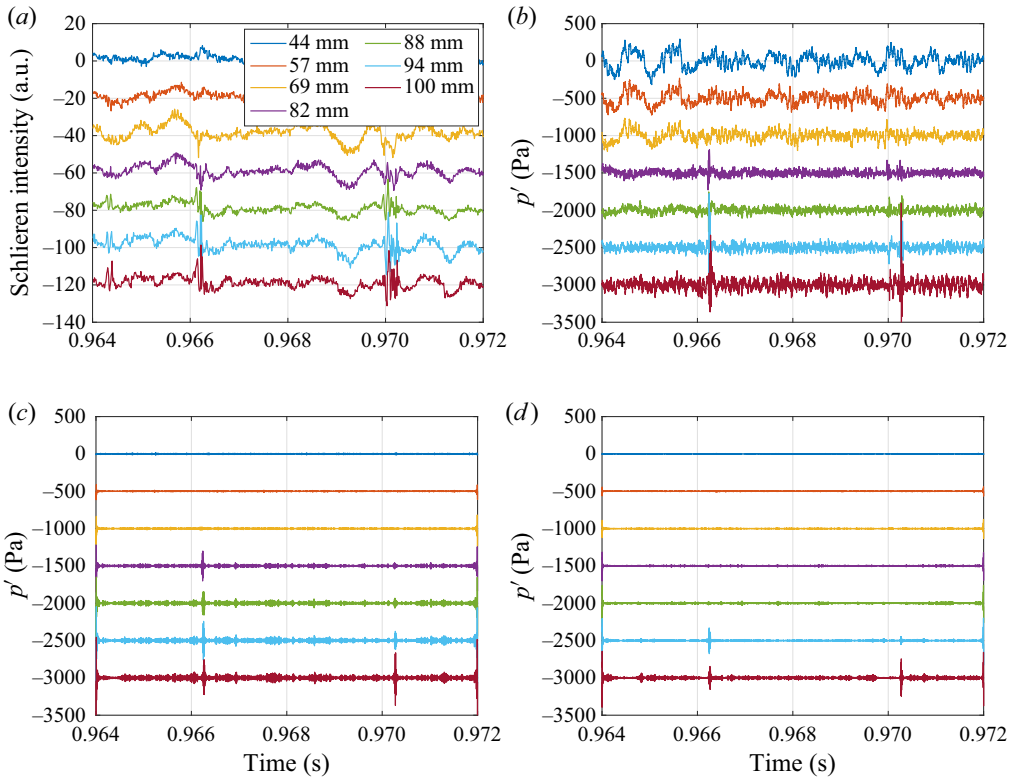 (a)
20
0
−20
−40
−60
−80
−100
−120
−140
Schlieren intensity (a.u.)
44 mm
57 mm
69 mm
82 mm
88 mm
94 mm
100 mm
0.964 0.966 0.968 0.970 0.972
(b)
500
0
−500
−1000
−1500
−2000
−2500
−3000
−3500
p′ (Pa)
0.964 0.966 0.968 0.970 0.972
(c)
500
0
−500
−1000
−1500
−2000
−2500
−3000
−3500
p′ (Pa)
0.964 0.966 0.968 0.970 0.972
Time (s)
(d)
500
0
−500
−1000
−1500
−2000
−2500
−3000
−3500
p′ (Pa)
0.964 0.966 0.968 0.970 0.972
Time (s)